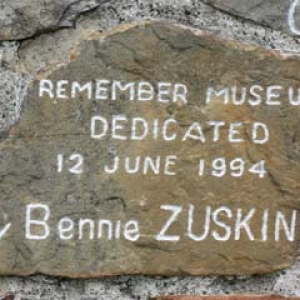 REMEMBER MUSEU
DEDICATED
12 JUNE 1994
Bennie ZUSKIN